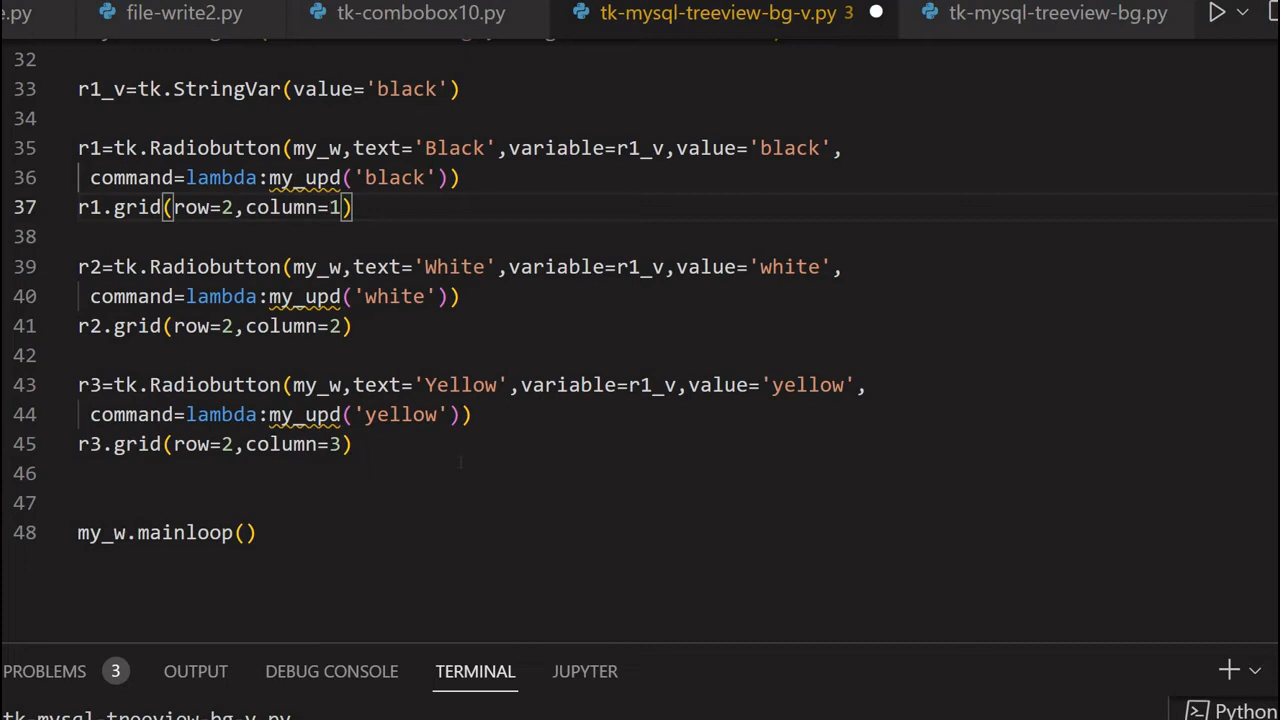 .py file-write2.py tk-combobox10.py tk-mysql-treeview-bg-v.py 3 tk-mysql-treeview-bg.py
32
33 r1_v=tk.StringVar(value='black')
34
35 r1=tk.Radiobutton(my_w,text='Black',variable=r1_v,value='black',
36 command=lambda:my_upd('black'))
37 r1.grid(row=2,column=1)
38
39 r2=tk.Radiobutton(my_w,text='White',variable=r1_v,value='white',
40 command=lambda:my_upd('white'))
41 r2.grid(row=2,column=2)
42
43 r3=tk.Radiobutton(my_w,text='Yellow',variable=r1_v,value='yellow',
44 command=lambda:my_upd('yellow'))
45 r3.grid(row=2,column=3)
46
47
48 my_w.mainloop()
PROBLEMS 3 OUTPUT DEBUG CONSOLE TERMINAL JUPYTER
tk-mysql-treeview-bg-v.py
Python